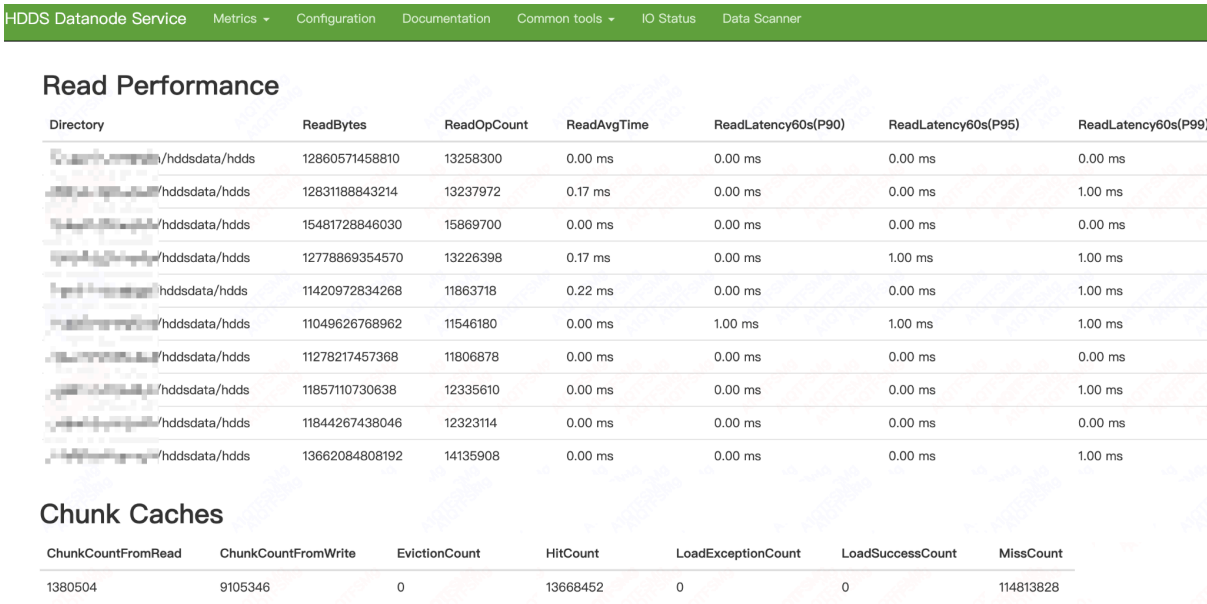 HDDS Datanode Service Metrics Configuration Documentation Common tools IO Status Data Scanner
Read Performance
Directory ReadBytes ReadOpCount ReadAvgTime ReadLatency60s(P90) ReadLatency60s(P95) ReadLatency60s(P99)
/hddsdata/hdds 12860571458810 13258300 0.00 ms 0.00 ms 0.00 ms 0.00 ms
/hddsdata/hdds 12831188843214 13237972 0.17 ms 0.00 ms 0.00 ms 1.00 ms
/hddsdata/hdds 15481728846030 15869700 0.00 ms 0.00 ms 0.00 ms 0.00 ms
/hddsdata/hdds 12778869354570 13226398 0.17 ms 0.00 ms 1.00 ms 1.00 ms
hddsdata/hdds 11420972834268 11863718 0.22 ms 0.00 ms 0.00 ms 1.00 ms
/hddsdata/hdds 11049626768962 11546180 0.00 ms 1.00 ms 1.00 ms 1.00 ms
/hddsdata/hdds 11278217457368 11806878 0.00 ms 0.00 ms 0.00 ms 0.00 ms
/hddsdata/hdds 11857110730638 12335610 0.00 ms 0.00 ms 0.00 ms 1.00 ms
/hddsdata/hdds 11844267438046 12323114 0.00 ms 0.00 ms 0.00 ms 0.00 ms
/hddsdata/hdds 13662084808192 14135908 0.00 ms 0.00 ms 0.00 ms 1.00 ms
Chunk Caches
ChunkCountFromRead ChunkCountFromWrite EvictionCount HitCount LoadExceptionCount LoadSuccessCount MissCount
1380504 9105346 0 13668452 0 0 114813828